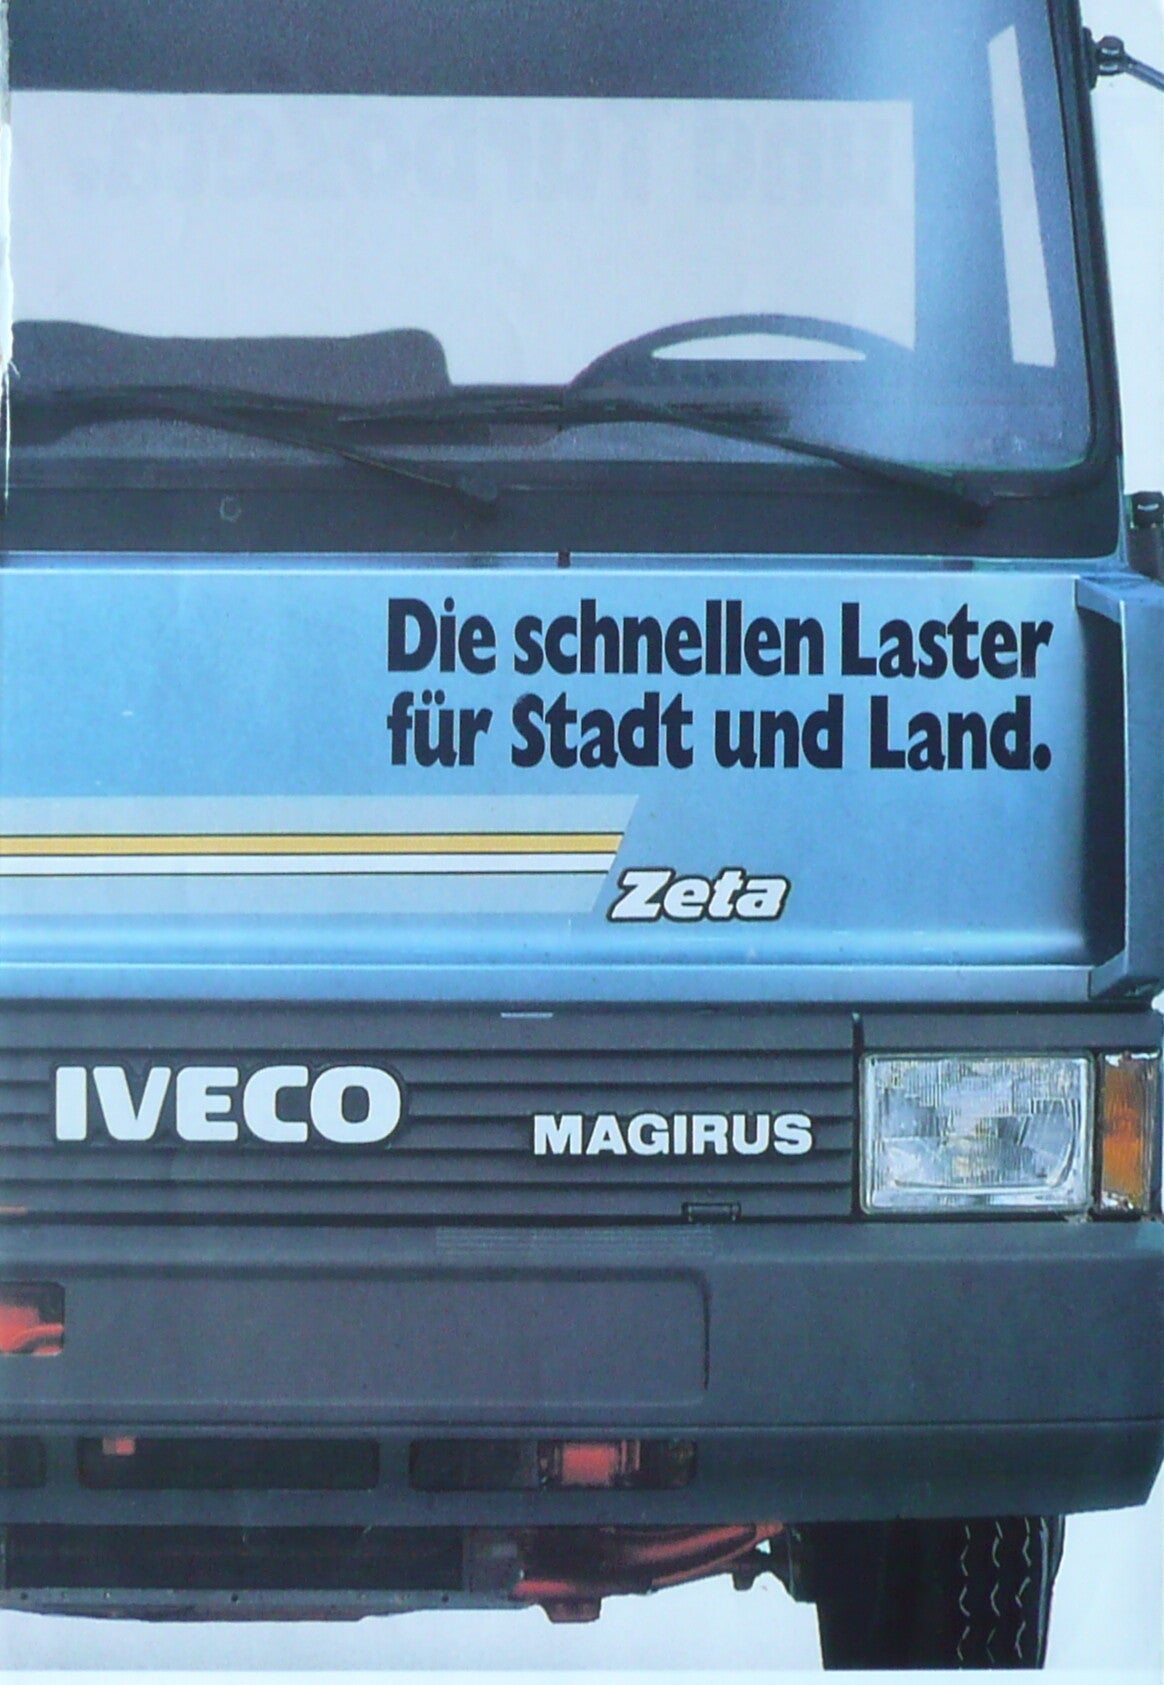 Die schnellen Laster
für Stadt und Land.
Zeta
IVECO
MAGIRUS